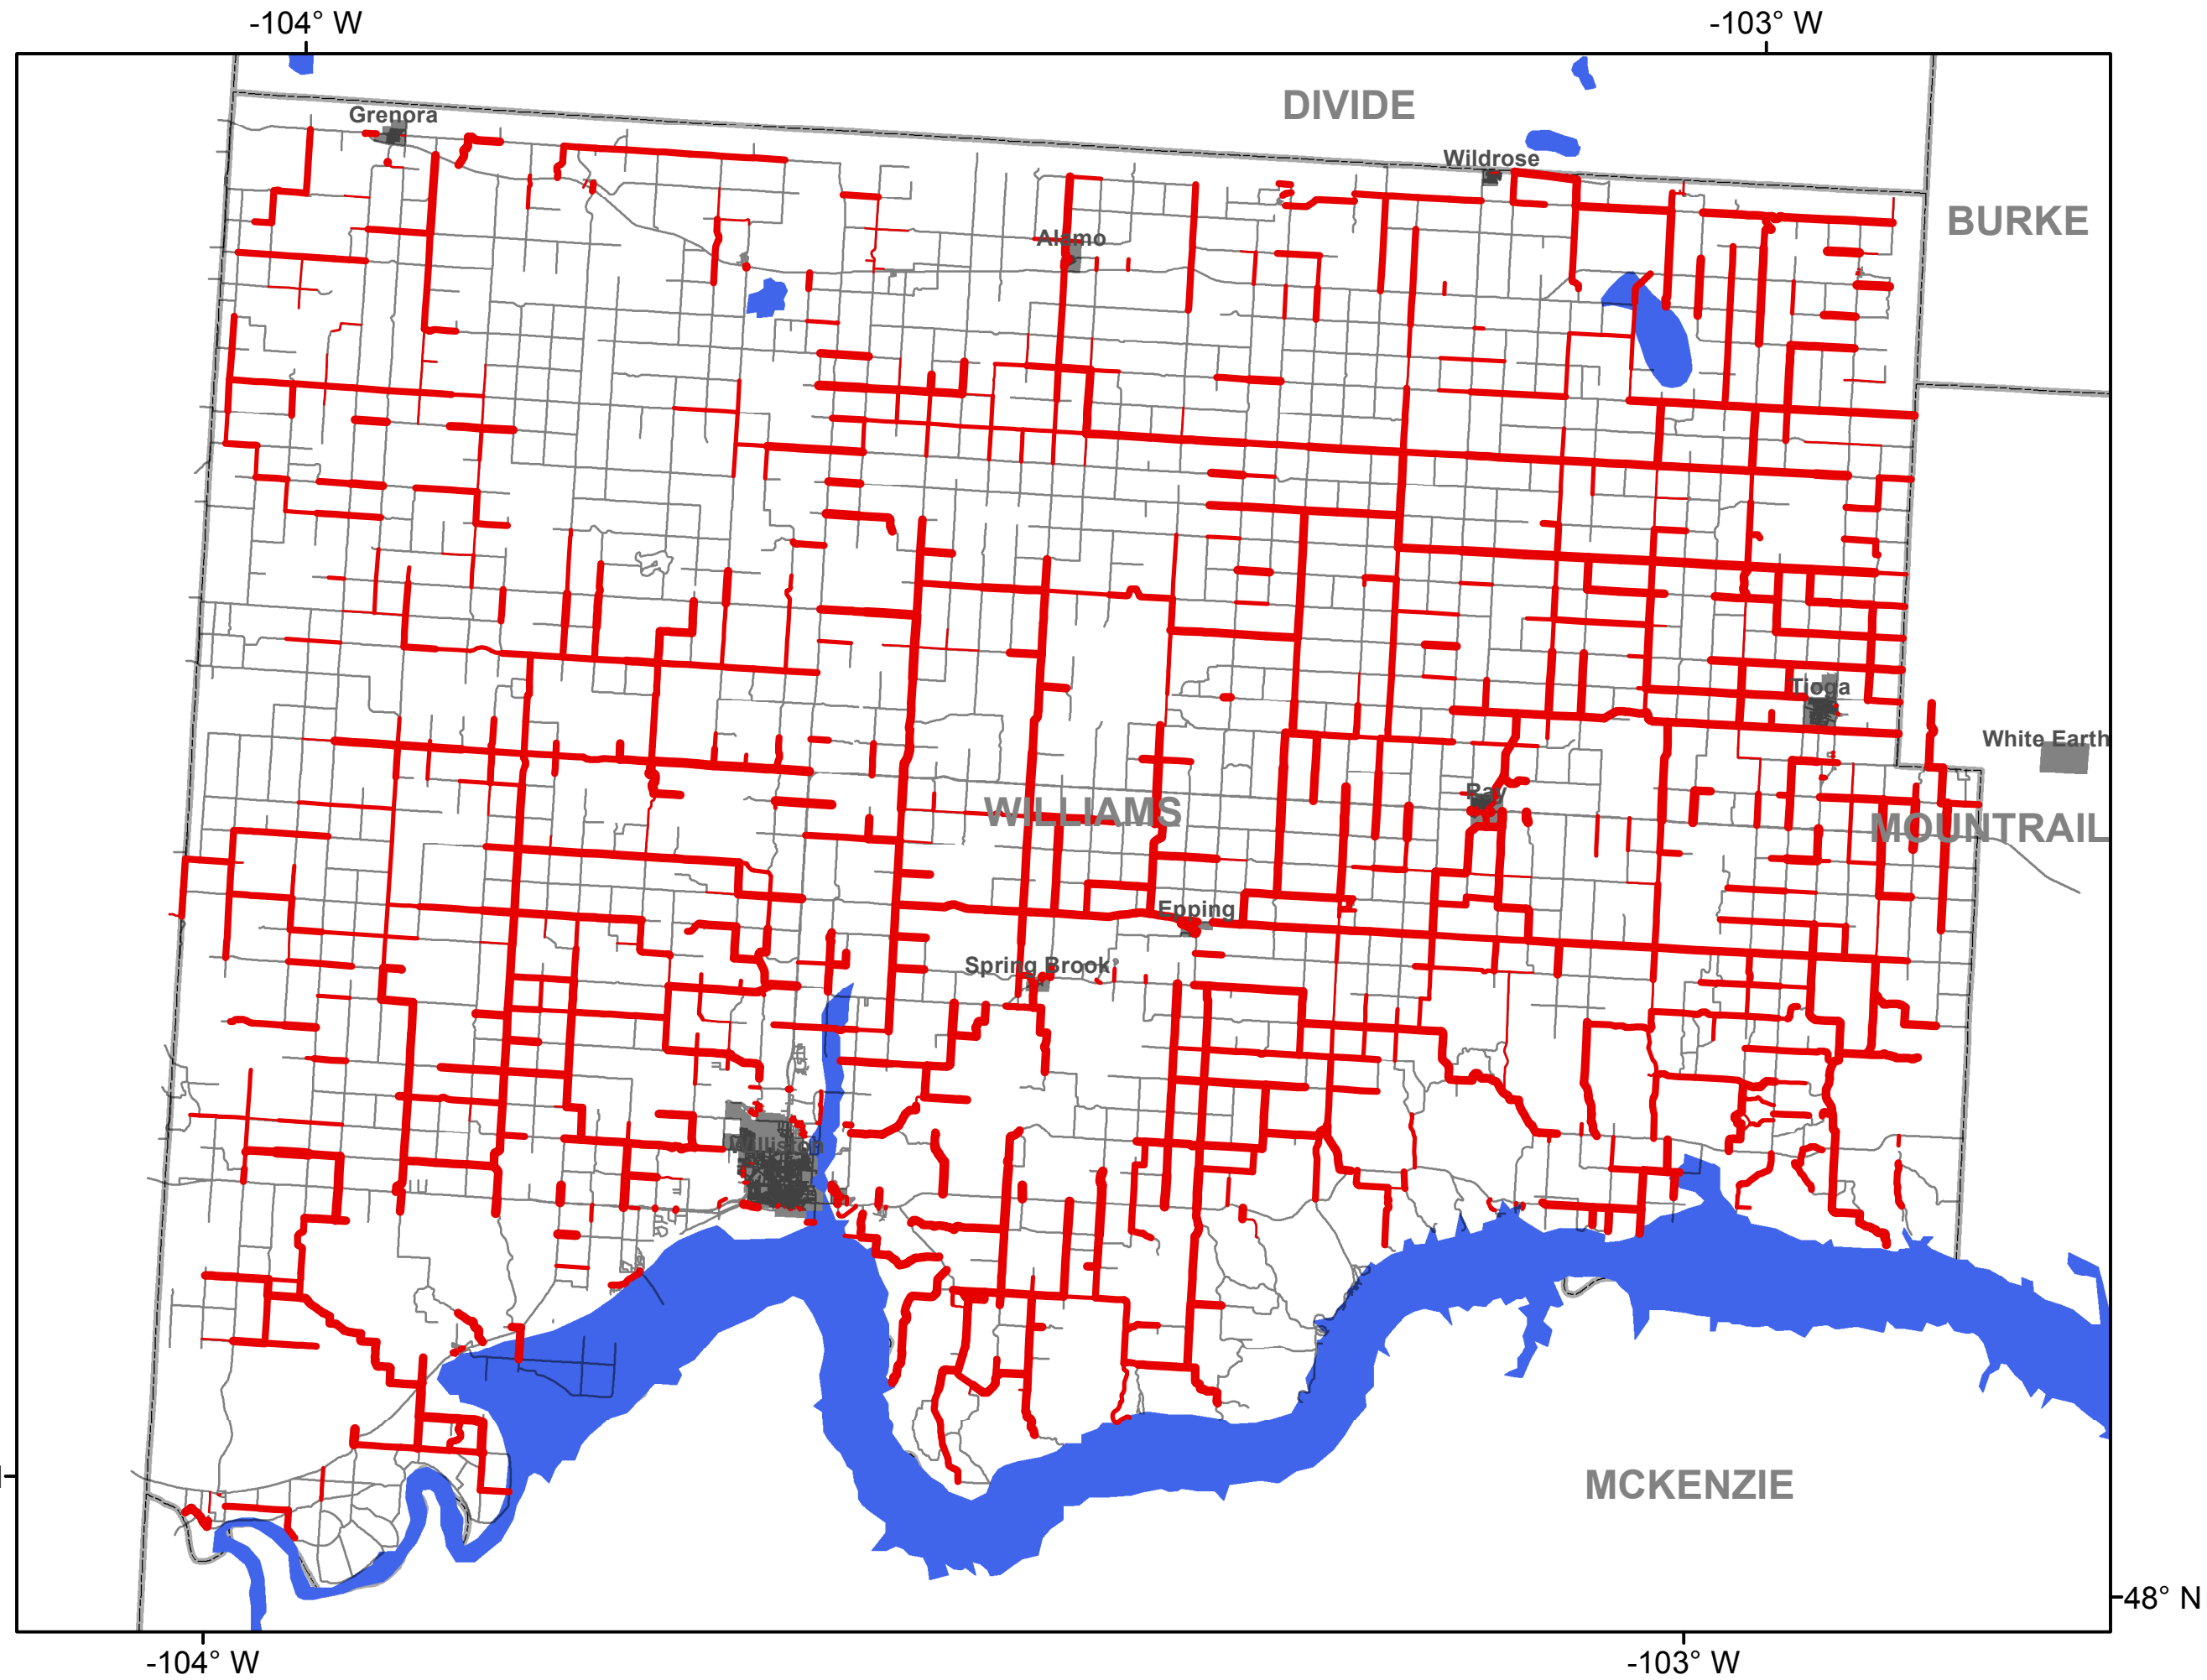 -104° W
-103° W
DIVIDE
Grenora
Wildrose
BURKE
Alamo
Tioga
White Earth
Ray
WILLIAMS
MOUNTRAIL
Epping
Spring Brook
Williston
MCKENZIE
48° N
-104° W
-103° W